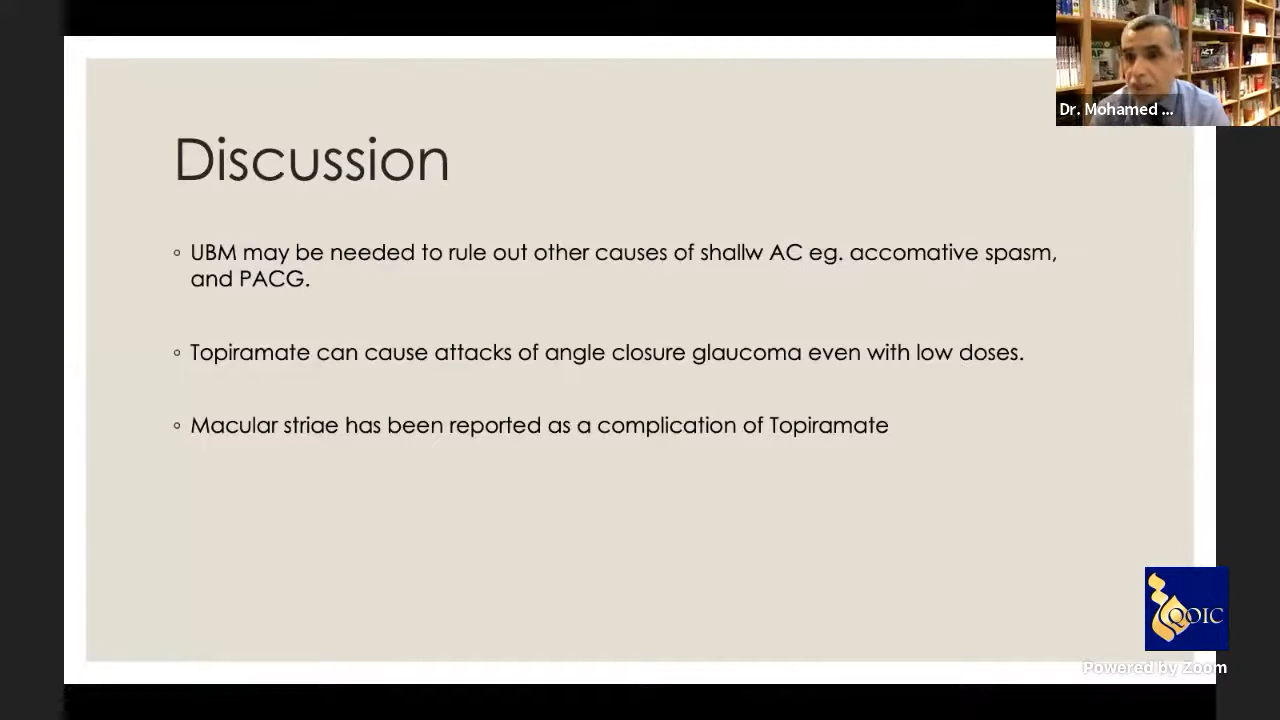 Dr. Mohamed ...
Discussion
◦ UBM may be needed to rule out other causes of shallw AC eg. accomative spasm,
and PACG.
◦ Topiramate can cause attacks of angle closure glaucoma even with low doses.
◦ Macular striae has been reported as a complication of Topiramate
QOIC
Powered by Zoom